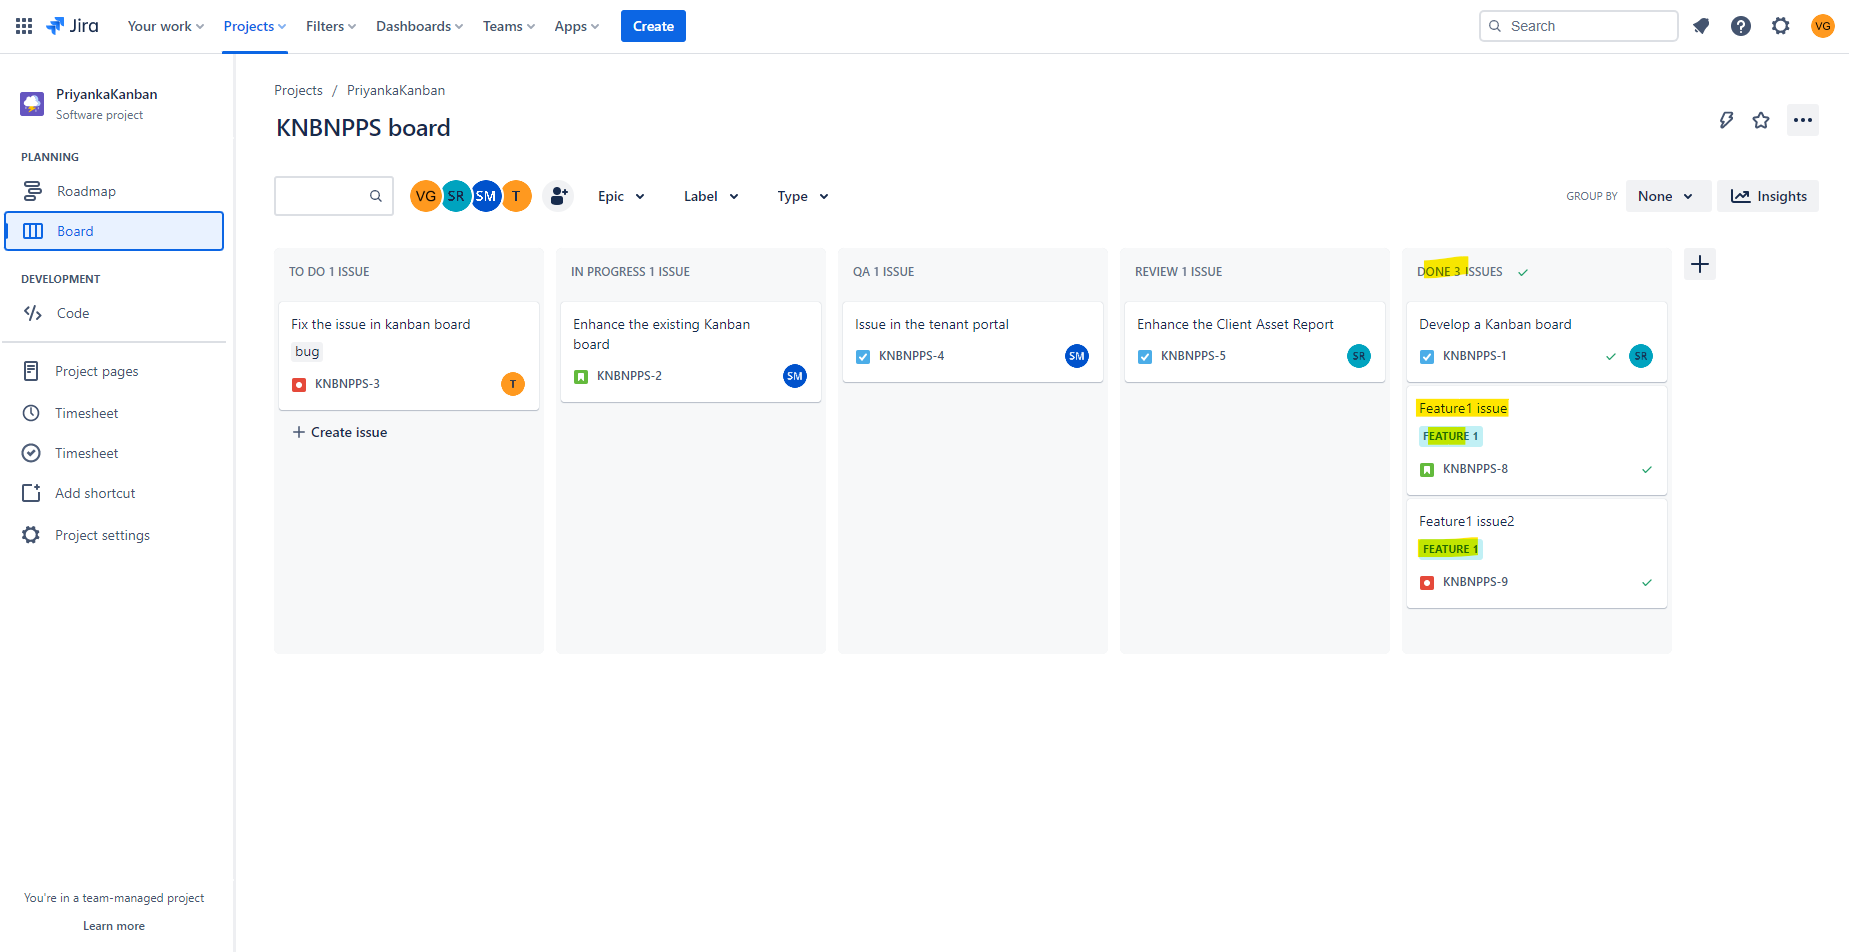 Jira
Your work
Projects
Filters
Dashboards
Teams
Apps
Create
Search
VG
PriyankaKanban
Software project
PLANNING
Roadmap
Board
DEVELOPMENT
Code
Project pages
Timesheet
Timesheet
Add shortcut
Project settings
You're in a team-managed project
Learn more
Projects / PriyankaKanban
KNBNPPS board
VG SR SM T
Epic
Label
Type
GROUP BY
None
Insights
TO DO 1 ISSUE
Fix the issue in kanban board
bug
KNBNPPS-3
T
Create issue
IN PROGRESS 1 ISSUE
Enhance the existing Kanban
board
KNBNPPS-2
SM
QA 1 ISSUE
Issue in the tenant portal
KNBNPPS-4
SM
REVIEW 1 ISSUE
Enhance the Client Asset Report
KNBNPPS-5
SR
DONE 3 ISSUES
Develop a Kanban board
KNBNPPS-1
SR
Feature1 issue
FEATURE 1
KNBNPPS-8
Feature1 issue2
FEATURE 1
KNBNPPS-9